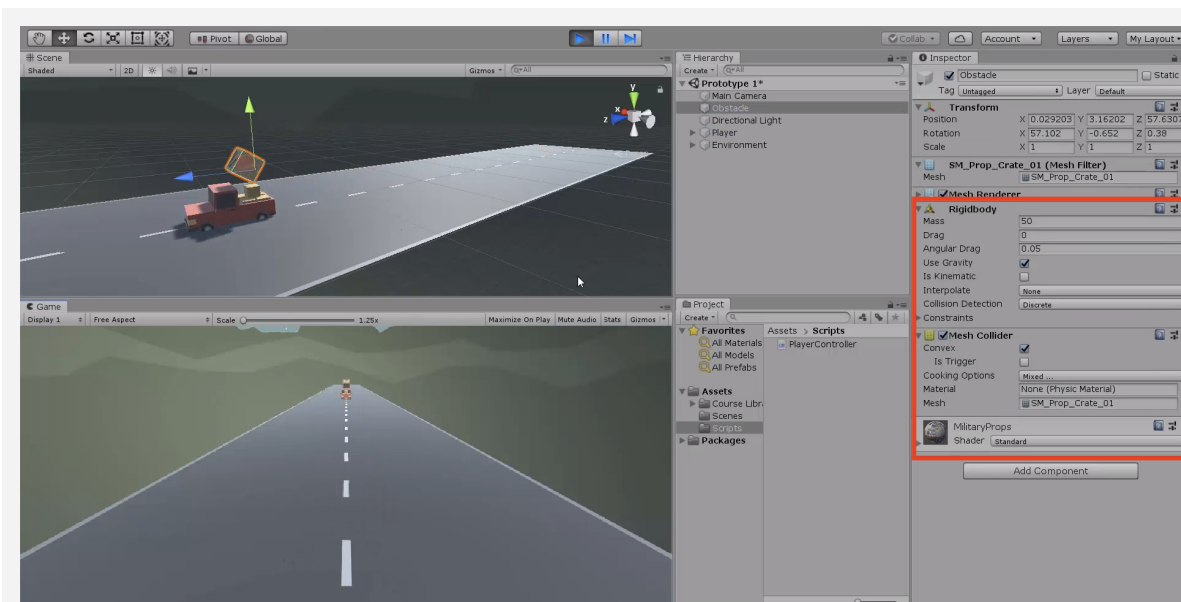 Pivot Global
Collab Account Layers My Layout
Scene
Shaded 2D Gizmos All
y
x
z
Game
Display 1 Free Aspect Scale 1.25x Maximize On Play Mute Audio Stats Gizmos
Hierarchy
Create All
Prototype 1*
Main Camera
Obstacle
Directional Light
Player
Environment
Project
Create
Favorites
All Materials
All Models
All Prefabs
Assets
Course Libr
Scenes
Scripts
Packages
Assets > Scripts
PlayerController
Inspector
Obstacle Static
Tag Untagged Layer Default
Transform
Position X 0.029203 Y 3.16202 Z 57.6307
Rotation X 57.102 Y -0.652 Z 0.38
Scale X 1 Y 1 Z 1
SM_Prop_Crate_01 (Mesh Filter)
Mesh SM_Prop_Crate_01
Mesh Renderer
Rigidbody
Mass 50
Drag 0
Angular Drag 0.05
Use Gravity
Is Kinematic
Interpolate None
Collision Detection Discrete
Constraints
Mesh Collider
Convex
Is Trigger
Cooking Options Mixed ...
Material None (Physic Material)
Mesh SM_Prop_Crate_01
MilitaryProps
Shader Standard
Add Component